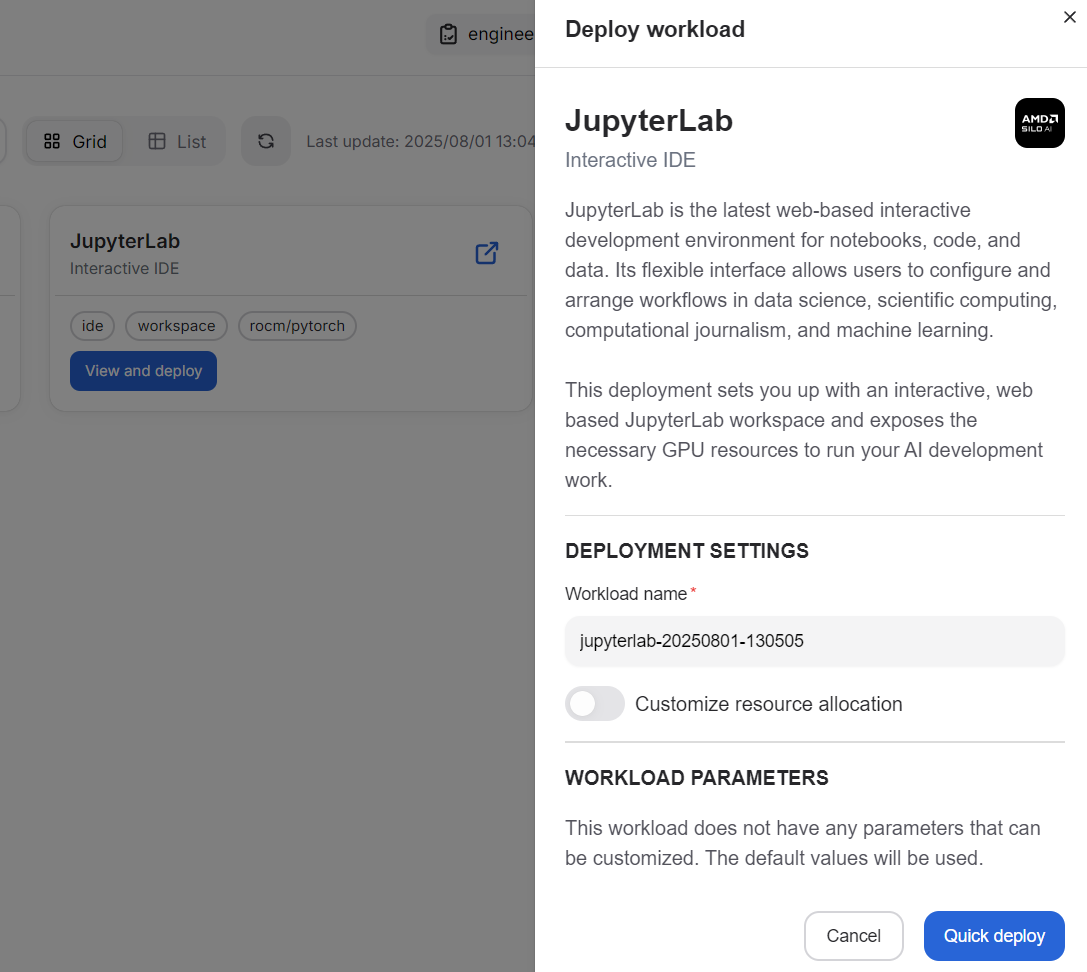 enginee
Grid
List
Last update: 2025/08/01 13:04
JupyterLab
Interactive IDE
ide
workspace
rocm/pytorch
View and deploy
Deploy workload
JupyterLab
AMD
SILO AI
Interactive IDE
JupyterLab is the latest web-based interactive
development environment for notebooks, code, and
data. Its flexible interface allows users to configure and
arrange workflows in data science, scientific computing,
computational journalism, and machine learning.
This deployment sets you up with an interactive, web
based JupyterLab workspace and exposes the
necessary GPU resources to run your AI development
work.
DEPLOYMENT SETTINGS
Workload name*
jupyterlab-20250801-130505
Customize resource allocation
WORKLOAD PARAMETERS
This workload does not have any parameters that can
be customized. The default values will be used.
Cancel
Quick deploy